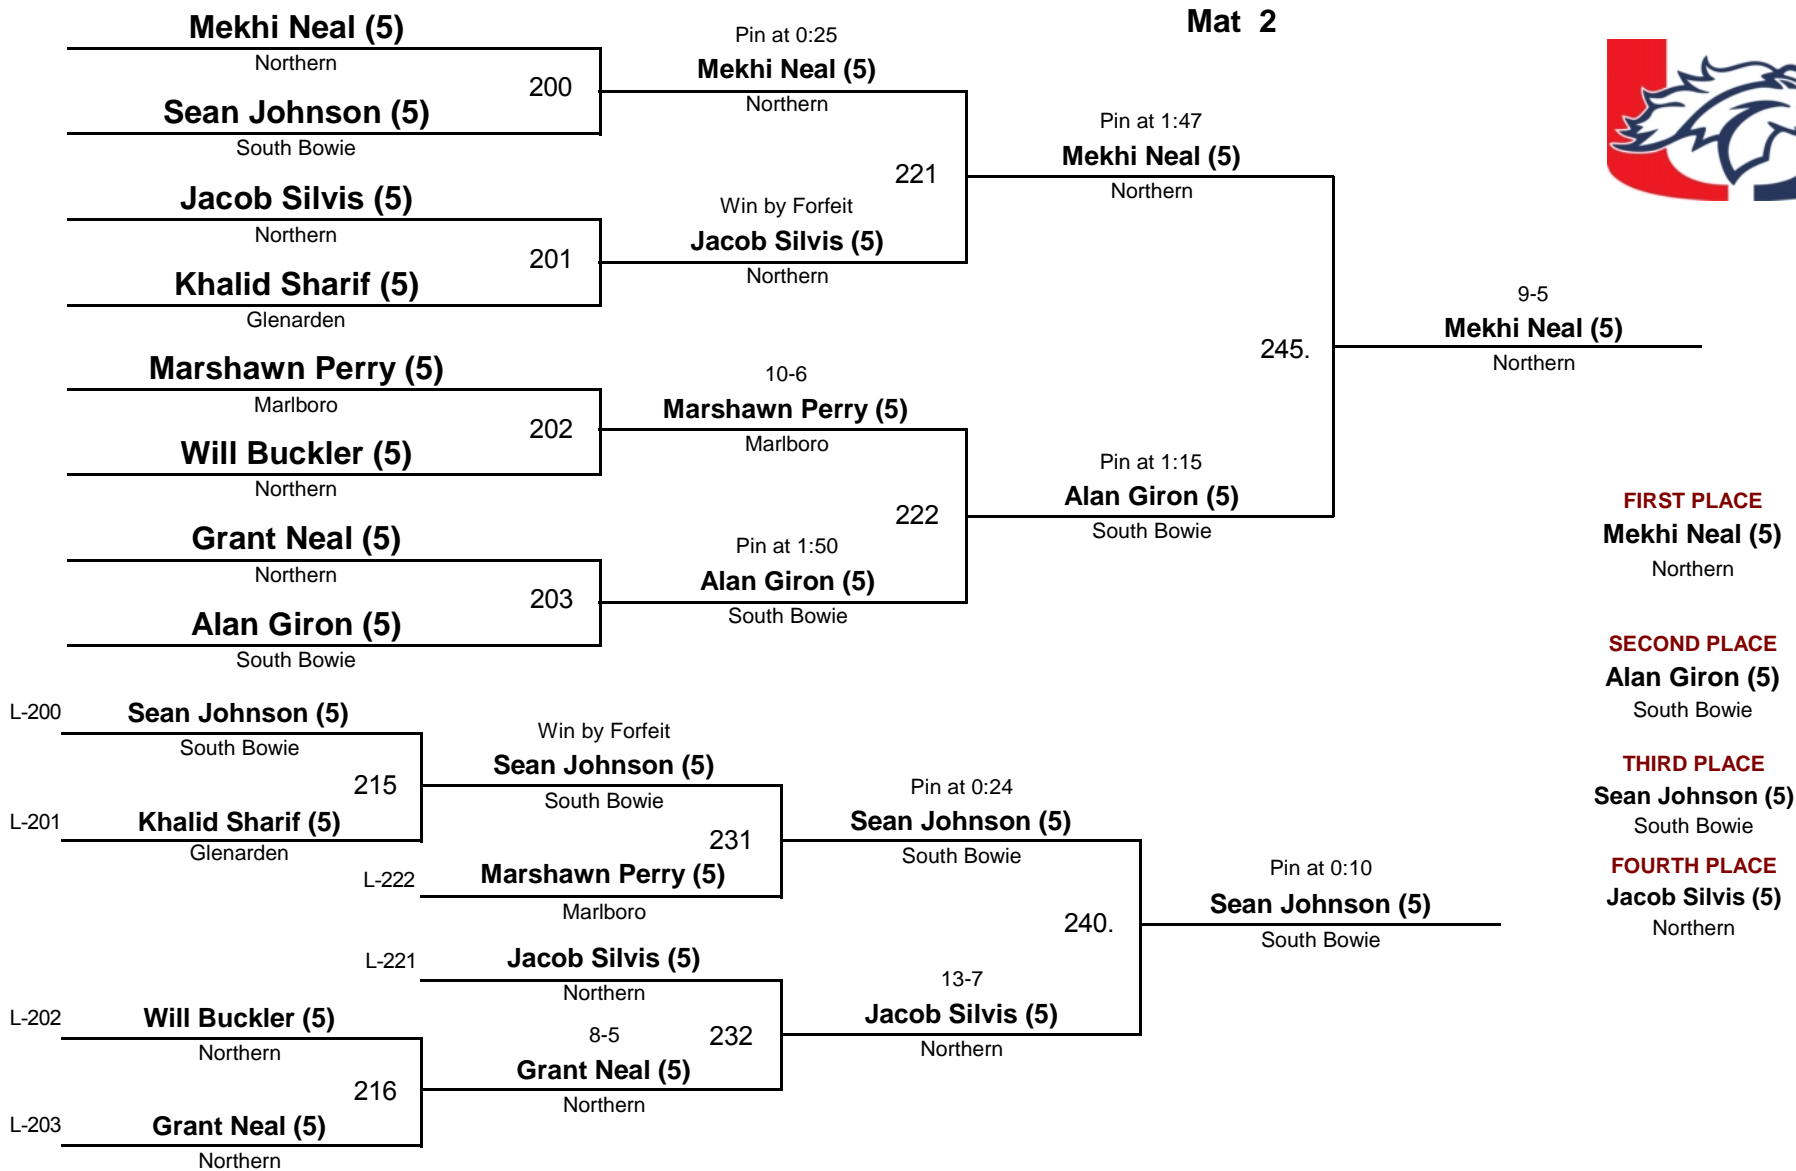 Mat 2
Mekhi Neal (5)
Northern
200
Sean Johnson (5)
South Bowie
Jacob Silvis (5)
Northern
201
Khalid Sharif (5)
Glenarden
Marshawn Perry (5)
Marlboro
202
Will Buckler (5)
Northern
Grant Neal (5)
Northern
203
Alan Giron (5)
South Bowie
Pin at 0:25
Mekhi Neal (5)
Northern
221
Win by Forfeit
Jacob Silvis (5)
Northern
10-6
Marshawn Perry (5)
Marlboro
222
Pin at 1:50
Alan Giron (5)
South Bowie
Pin at 1:47
Mekhi Neal (5)
Northern
245.
Pin at 1:15
Alan Giron (5)
South Bowie
9-5
Mekhi Neal (5)
Northern
L-200
Sean Johnson (5)
South Bowie
215
L-201
Khalid Sharif (5)
Glenarden
L-202
Will Buckler (5)
Northern
216
L-203
Grant Neal (5)
Northern
Win by Forfeit
Sean Johnson (5)
South Bowie
231
L-222
Marshawn Perry (5)
Marlboro
L-221
Jacob Silvis (5)
Northern
232
8-5
Grant Neal (5)
Northern
Pin at 0:24
Sean Johnson (5)
South Bowie
240.
13-7
Jacob Silvis (5)
Northern
Pin at 0:10
Sean Johnson (5)
South Bowie
FIRST PLACE
Mekhi Neal (5)
Northern
SECOND PLACE
Alan Giron (5)
South Bowie
THIRD PLACE
Sean Johnson (5)
South Bowie
FOURTH PLACE
Jacob Silvis (5)
Northern